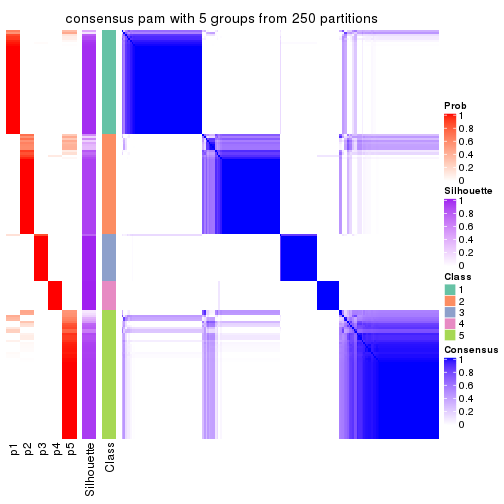 consensus pam with 5 groups from 250 partitions
Prob
1
0.8
0.6
0.4
0.2
0
Silhouette
1
0.8
0.6
0.4
0.2
0
Class
1
2
3
4
5
Consensus
1
0.8
0.6
0.4
0.2
0
p1
p2
p3
p4
p5
Silhouette
Class